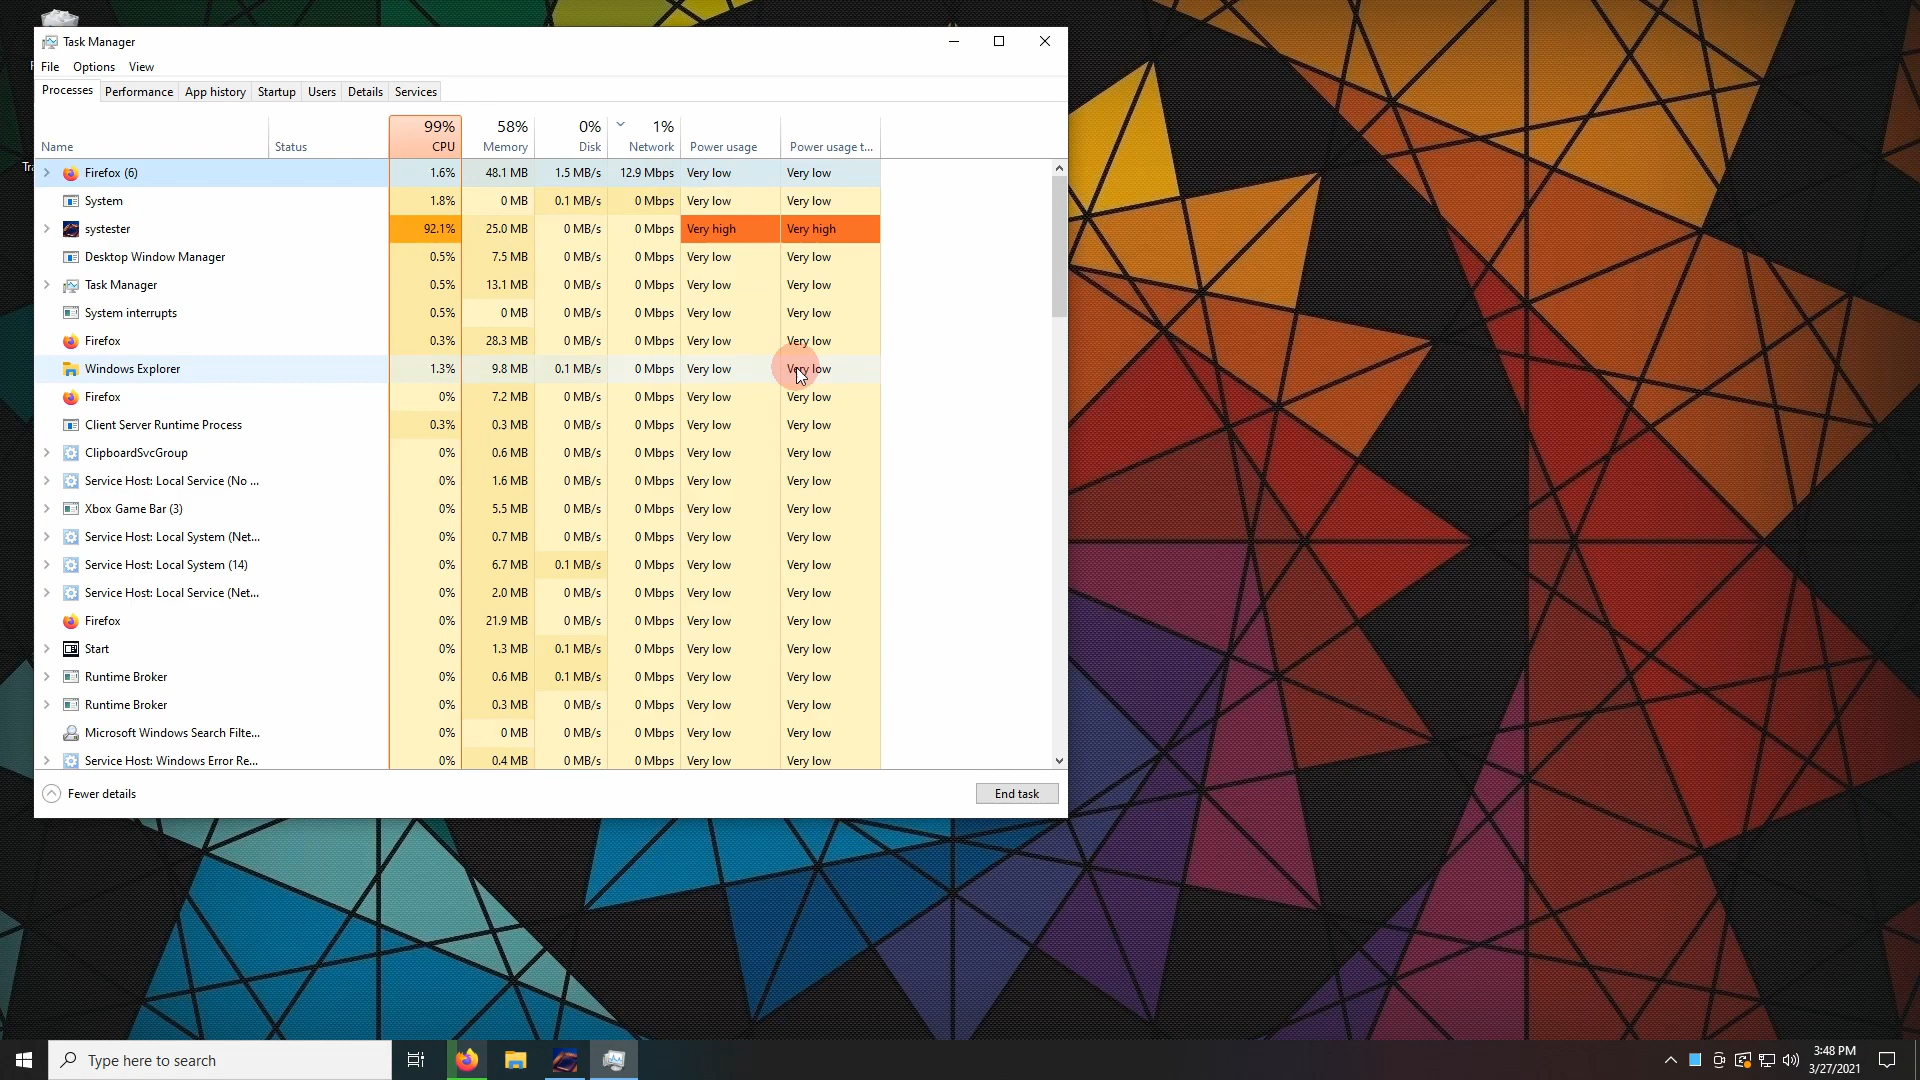 Task Manager
File Options View
Processes Performance App history Startup Users Details Services
99% 58% 0% 1%
Name Status CPU Memory Disk Network Power usage Power usage t...
Firefox (6) 1.6% 48.1 MB 1.5 MB/s 12.9 Mbps Very low Very low
System 1.8% 0 MB 0.1 MB/s 0 Mbps Very low Very low
systester 92.1% 25.0 MB 0 MB/s 0 Mbps Very high Very high
Desktop Window Manager 0.5% 7.5 MB 0 MB/s 0 Mbps Very low Very low
Task Manager 0.5% 13.1 MB 0 MB/s 0 Mbps Very low Very low
System interrupts 0.5% 0 MB 0 MB/s 0 Mbps Very low Very low
Firefox 0.3% 28.3 MB 0 MB/s 0 Mbps Very low Very low
Windows Explorer 1.3% 9.8 MB 0.1 MB/s 0 Mbps Very low Very low
Firefox 0% 7.2 MB 0 MB/s 0 Mbps Very low Very low
Client Server Runtime Process 0.3% 0.3 MB 0 MB/s 0 Mbps Very low Very low
ClipboardSvcGroup 0% 0.6 MB 0 MB/s 0 Mbps Very low Very low
Service Host: Local Service (No ... 0% 1.6 MB 0 MB/s 0 Mbps Very low Very low
Xbox Game Bar (3) 0% 5.5 MB 0 MB/s 0 Mbps Very low Very low
Service Host: Local System (Net... 0% 0.7 MB 0 MB/s 0 Mbps Very low Very low
Service Host: Local System (14) 0% 6.7 MB 0.1 MB/s 0 Mbps Very low Very low
Service Host: Local Service (Net... 0% 2.0 MB 0 MB/s 0 Mbps Very low Very low
Firefox 0% 21.9 MB 0 MB/s 0 Mbps Very low Very low
Start 0% 1.3 MB 0.1 MB/s 0 Mbps Very low Very low
Runtime Broker 0% 0.6 MB 0.1 MB/s 0 Mbps Very low Very low
Runtime Broker 0% 0.3 MB 0 MB/s 0 Mbps Very low Very low
Microsoft Windows Search Filte... 0% 0 MB 0 MB/s 0 Mbps Very low Very low
Service Host: Windows Error Re... 0% 0.4 MB 0 MB/s 0 Mbps Very low Very low
Fewer details End task
Type here to search
3:48 PM
3/27/2021